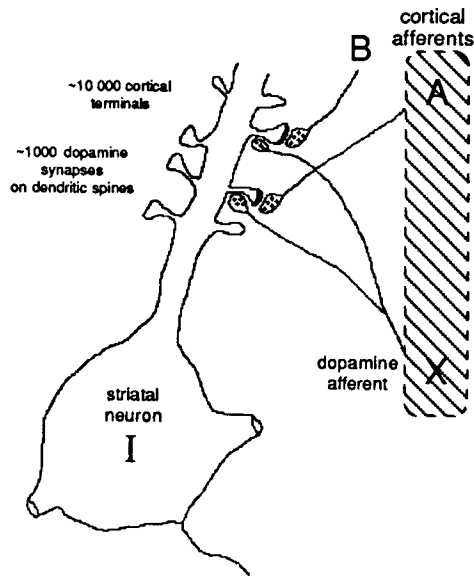 cortical
afferents
B
A
~10 000 cortical
terminals
~1000 dopamine
synapses
on dendritic spines
dopamine
afferent
X
striatal
neuron
I